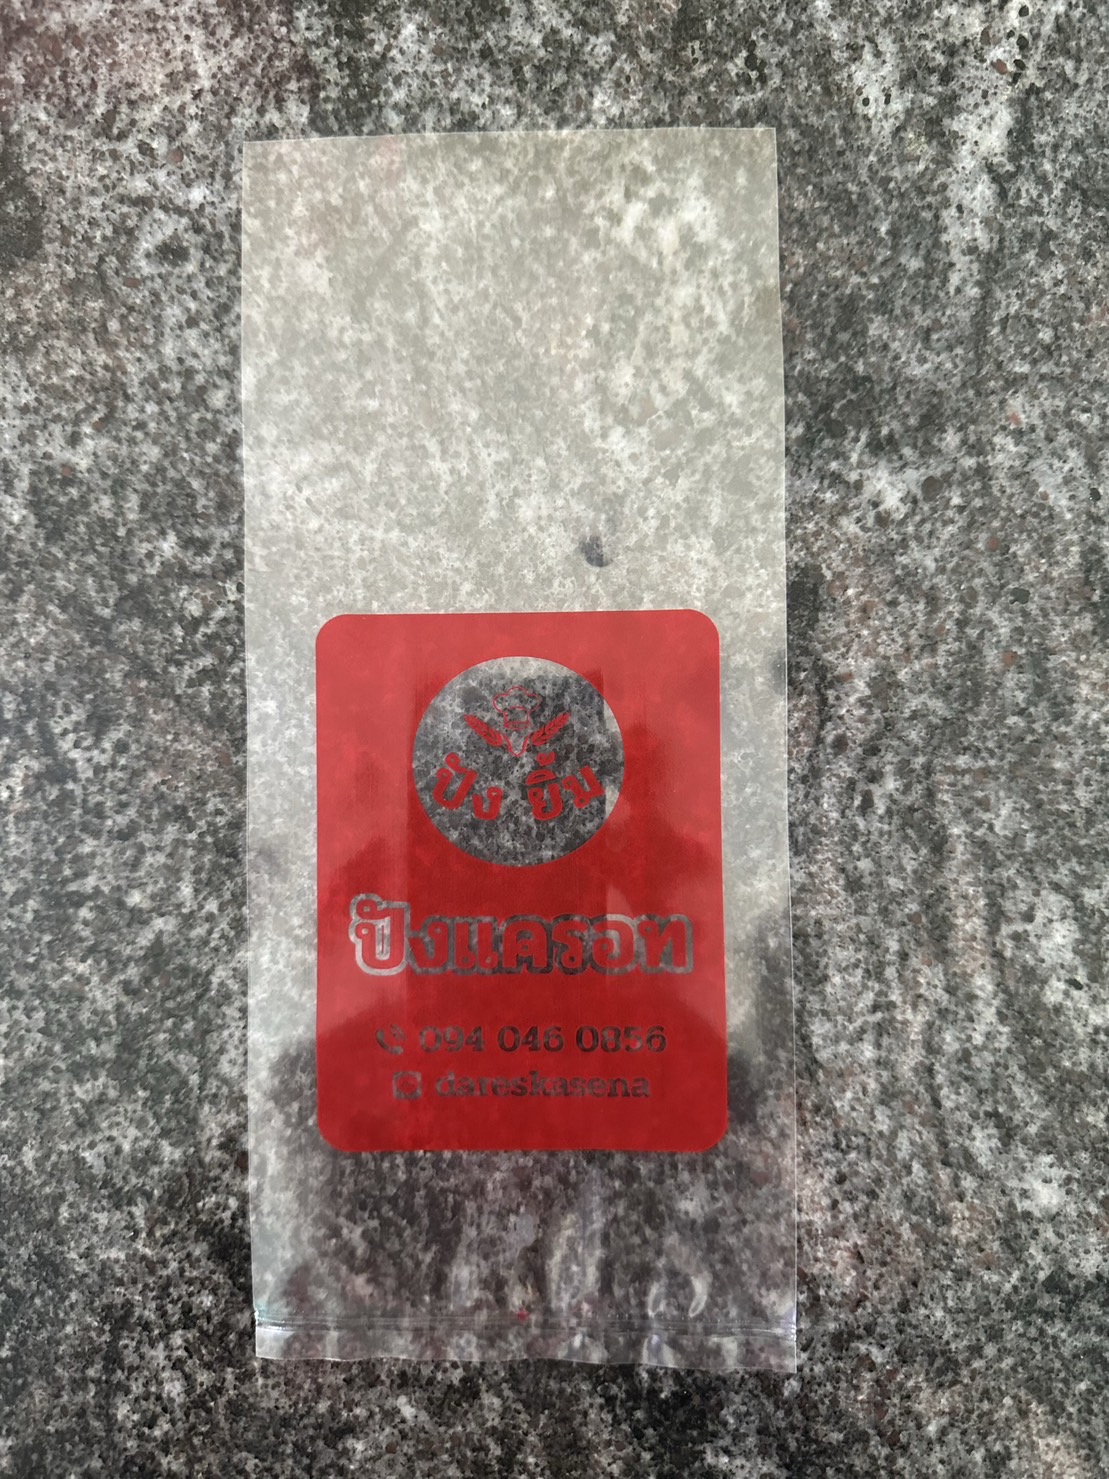 ปัง ยิ้ม
ปังแครอท
094 046 0856
dareskasena